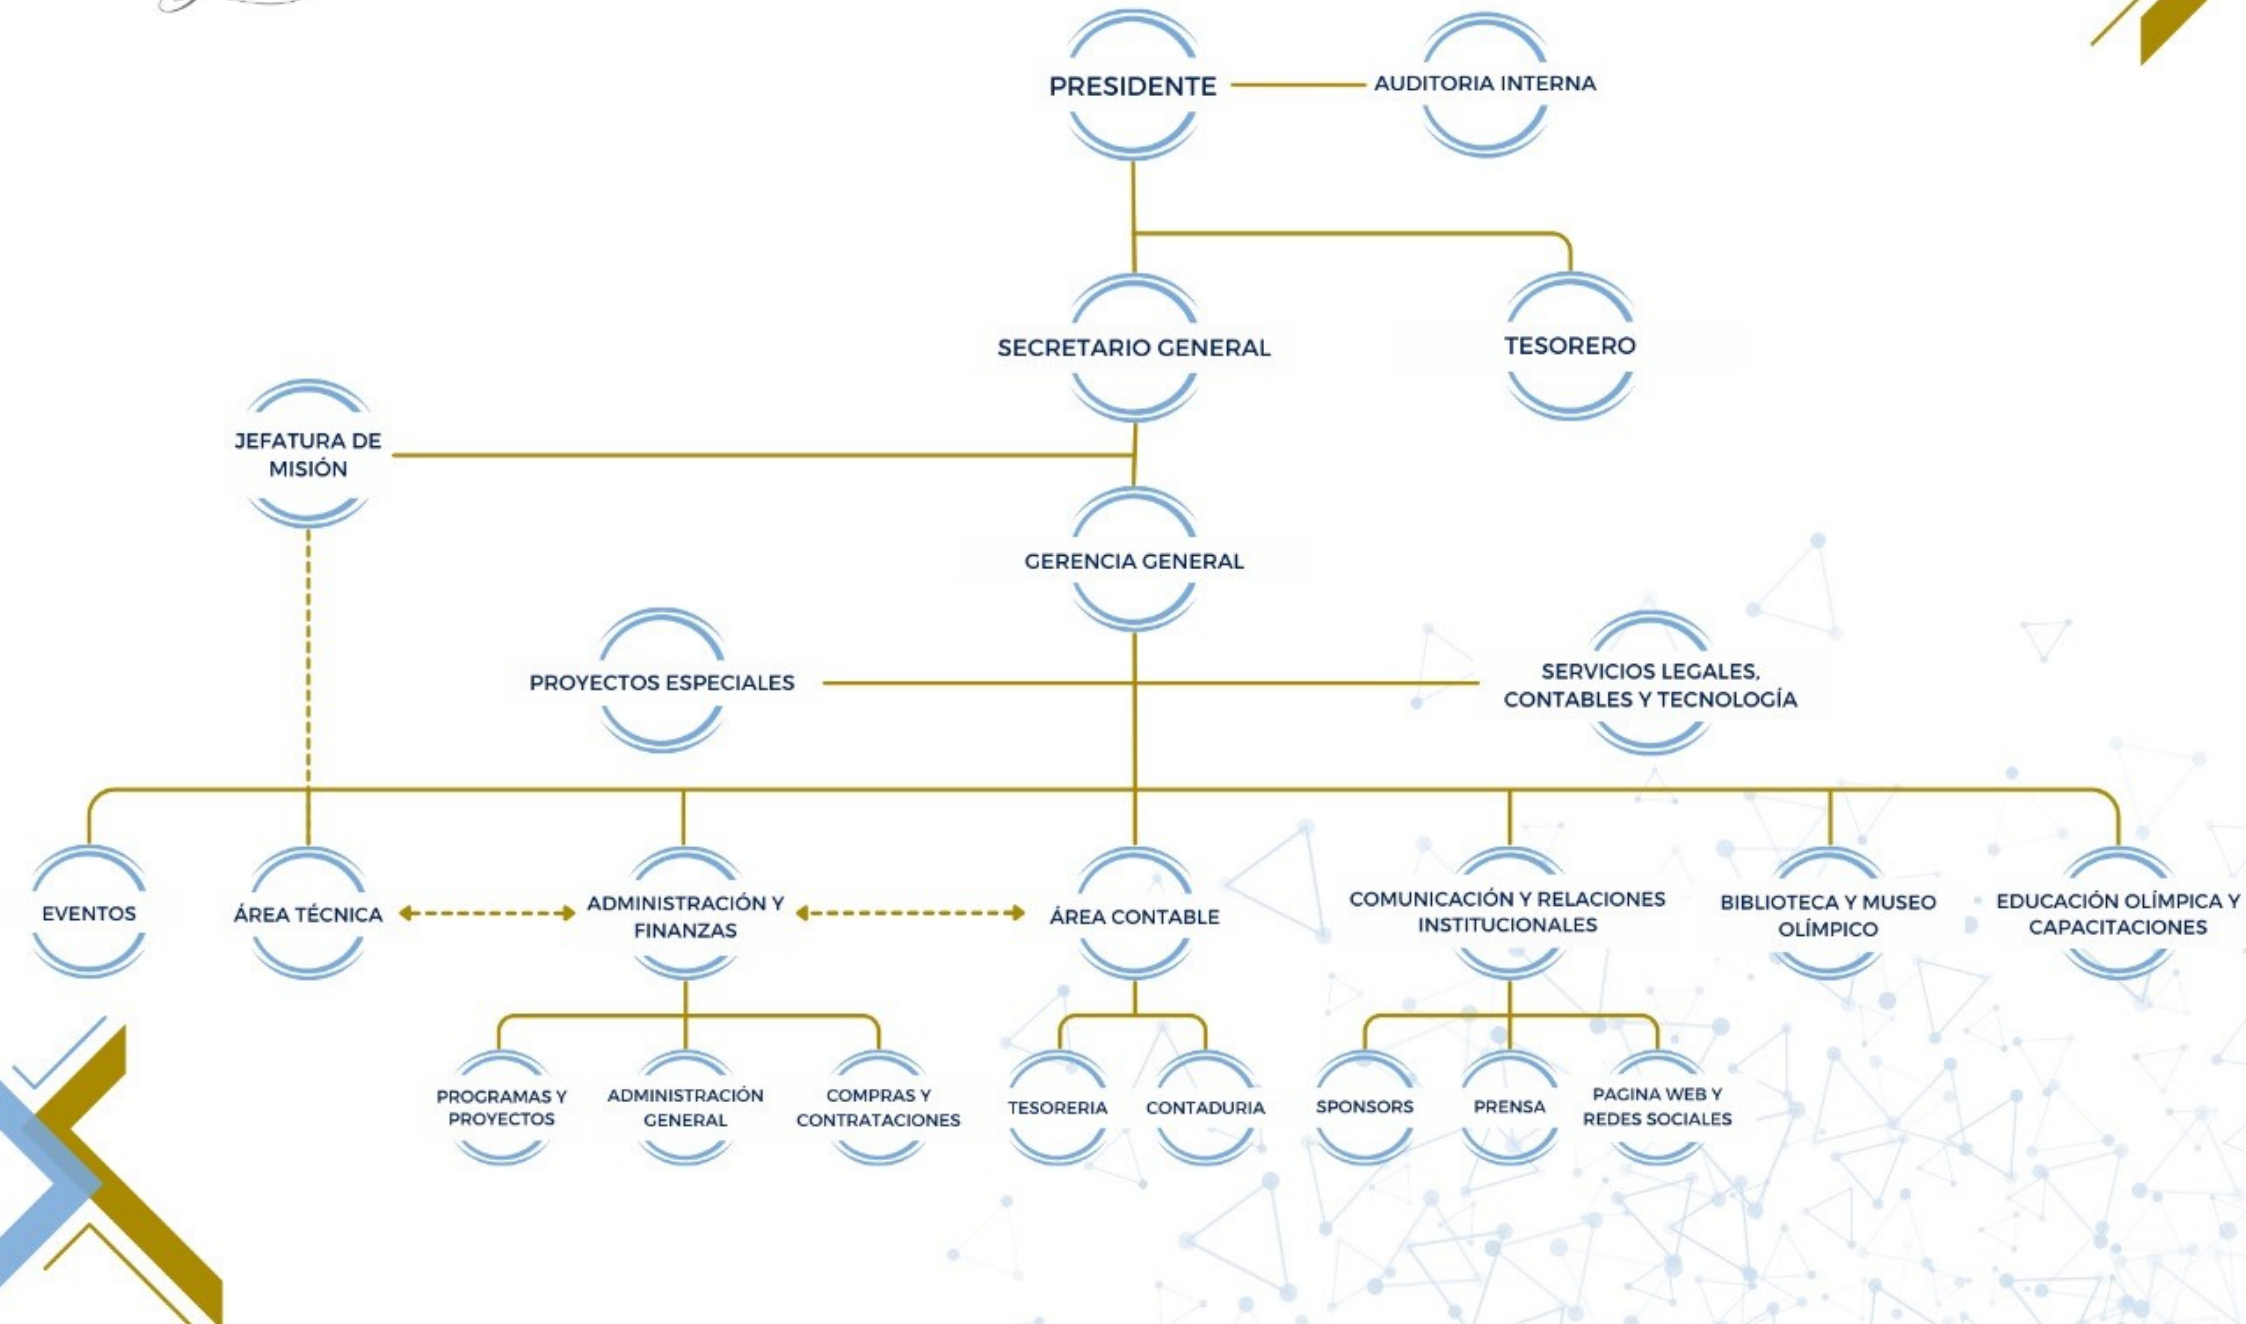 PRESIDENTE
AUDITORIA INTERNA
SECRETARIO GENERAL
TESORERO
JEFATURA DE
MISIÓN
GERENCIA GENERAL
PROYECTOS ESPECIALES
SERVICIOS LEGALES,
CONTABLES Y TECNOLOGÍA
EVENTOS
ÁREA TÉCNICA
ADMINISTRACIÓN Y
FINANZAS
ÁREA CONTABLE
COMUNICACIÓN Y RELACIONES
INSTITUCIONALES
BIBLIOTECA Y MUSEO
OLÍMPICO
EDUCACIÓN OLÍMPICA Y
CAPACITACIONES
PROGRAMAS Y
PROYECTOS
ADMINISTRACIÓN
GENERAL
COMPRAS Y
CONTRATACIONES
TESORERIA
CONTADURIA
SPONSORS
PRENSA
PAGINA WEB Y
REDES SOCIALES